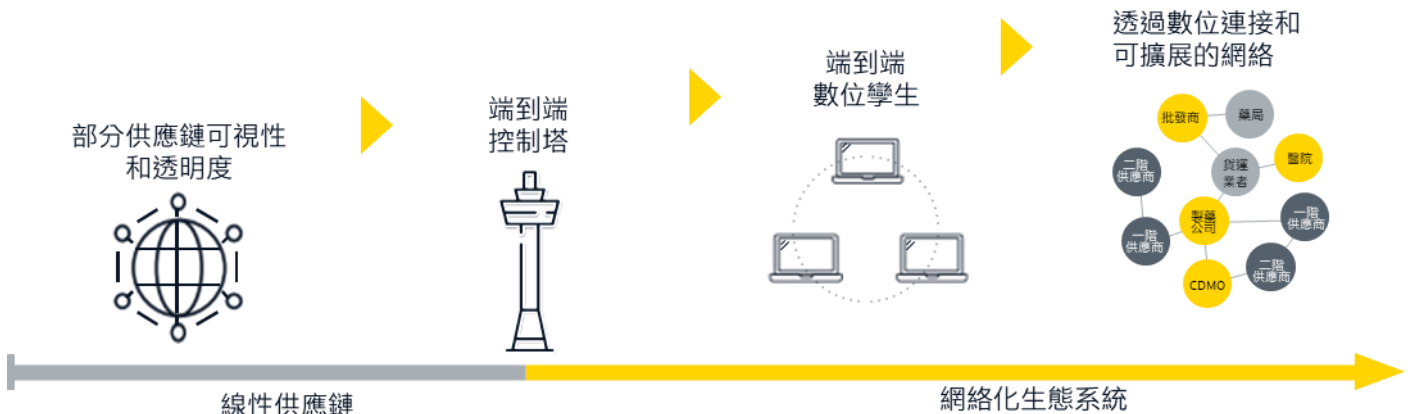 部分供應鏈可視性
和透明度
端到端
控制塔
端到端
數位孿生
透過數位連接和
可擴展的網絡
批發商
藥局
二階
供應商
貨運
業者
醫院
一階
供應商
製藥
公司
一階
供應商
二階
供應商
CDMO
線性供應鏈
網絡化生態系統